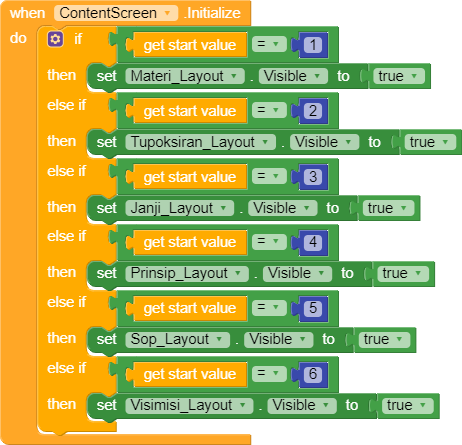 when ContentScreen .Initialize
do if get start value = 1
then set Materi_Layout . Visible to true
else if get start value = 2
then set Tupoksiran_Layout . Visible to true
else if get start value = 3
then set Janji_Layout . Visible to true
else if get start value = 4
then set Prinsip_Layout . Visible to true
else if get start value = 5
then set Sop_Layout . Visible to true
else if get start value = 6
then set Visimisi_Layout . Visible to true